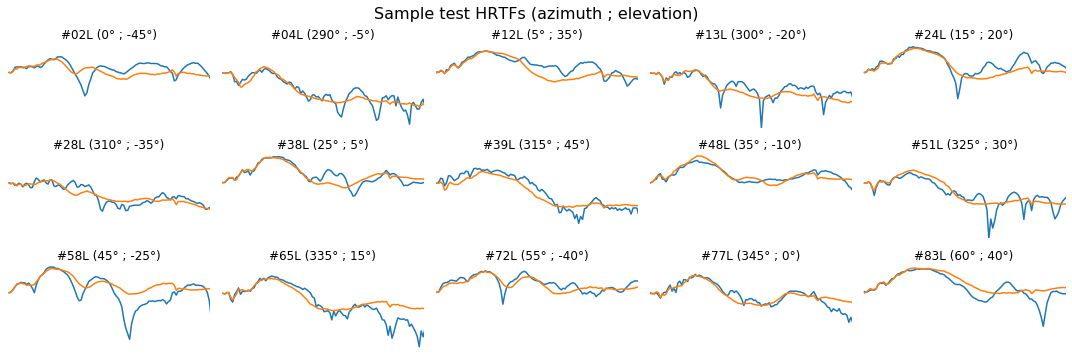 Sample test HRTFs (azimuth ; elevation)
#02L (0° ; -45°)
#04L (290° ; -5°)
#12L (5° ; 35°)
#13L (300° ; -20°)
#24L (15° ; 20°)
#28L (310° ; -35°)
#38L (25° ; 5°)
#39L (315° ; 45°)
#48L (35° ; -10°)
#51L (325° ; 30°)
#58L (45° ; -25°)
#65L (335° ; 15°)
#72L (55° ; -40°)
#77L (345° ; 0°)
#83L (60° ; 40°)